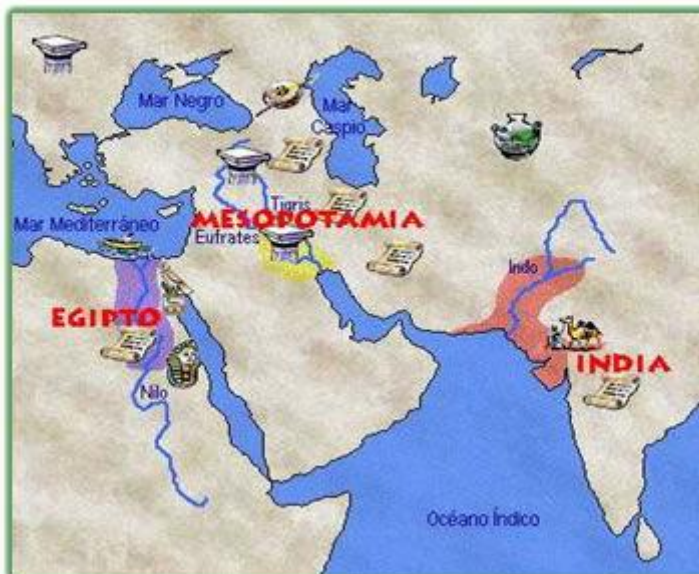 Mar Negro
Mar
Caspio
Tigris
Mar Mediterráneo
MESOPOTAMIA
Eufrates
Indo
EGIPTO
INDIA
Nilo
Océano Índico